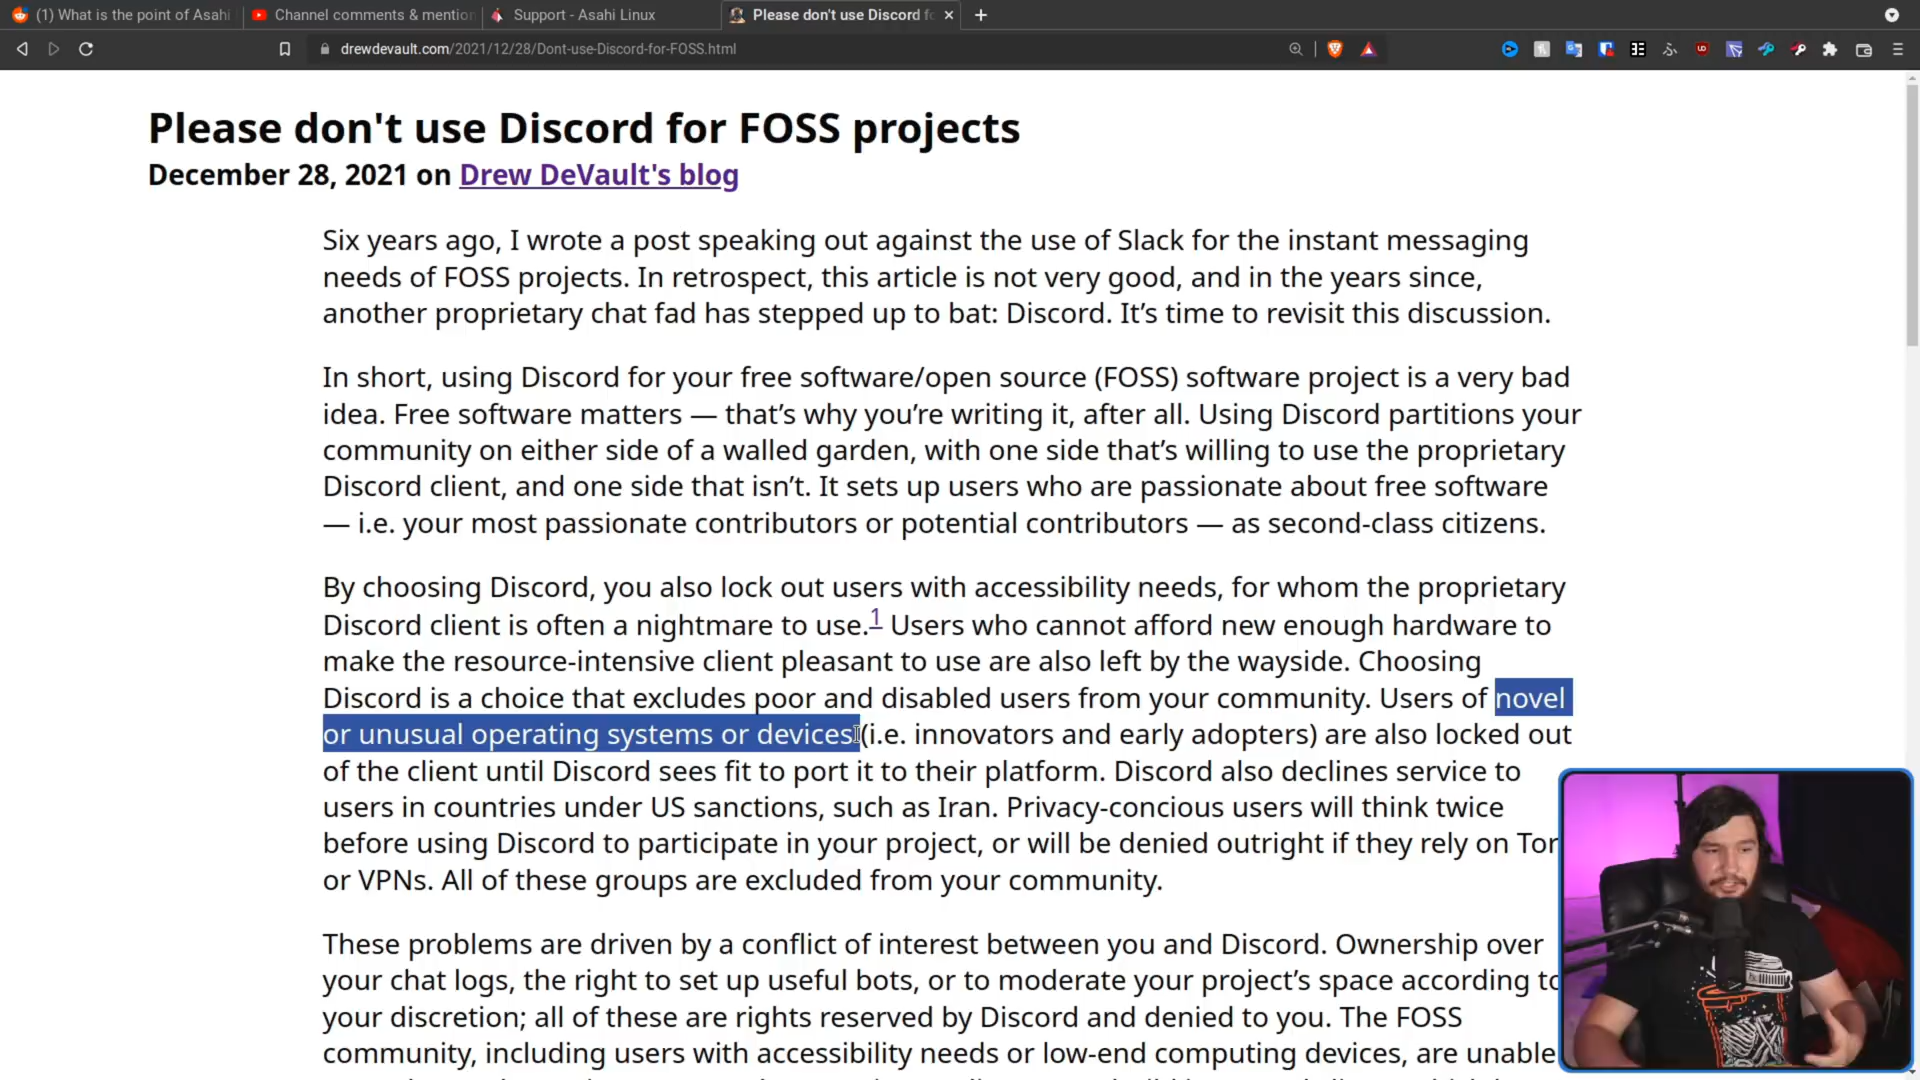 (1) What is the point of Asahi
Channel comments & mention
Support - Asahi Linux
Please don't use Discord fo
drewdevault.com/2021/12/28/Dont-use-Discord-for-FOSS.html
Please don't use Discord for FOSS projects
December 28, 2021 on Drew DeVault's blog
Six years ago, I wrote a post speaking out against the use of Slack for the instant messaging
needs of FOSS projects. In retrospect, this article is not very good, and in the years since,
another proprietary chat fad has stepped up to bat: Discord. It’s time to revisit this discussion.
In short, using Discord for your free software/open source (FOSS) software project is a very bad
idea. Free software matters — that’s why you’re writing it, after all. Using Discord partitions your
community on either side of a walled garden, with one side that’s willing to use the proprietary
Discord client, and one side that isn’t. It sets up users who are passionate about free software
— i.e. your most passionate contributors or potential contributors — as second-class citizens.
By choosing Discord, you also lock out users with accessibility needs, for whom the proprietary
Discord client is often a nightmare to use.1 Users who cannot afford new enough hardware to
make the resource-intensive client pleasant to use are also left by the wayside. Choosing
Discord is a choice that excludes poor and disabled users from your community. Users of novel
or unusual operating systems or devices (i.e. innovators and early adopters) are also locked out
of the client until Discord sees fit to port it to their platform. Discord also declines service to
users in countries under US sanctions, such as Iran. Privacy-concious users will think twice
before using Discord to participate in your project, or will be denied outright if they rely on Tor
or VPNs. All of these groups are excluded from your community.
These problems are driven by a conflict of interest between you and Discord. Ownership over
your chat logs, the right to set up useful bots, or to moderate your project’s space according to
your discretion; all of these are rights reserved by Discord and denied to you. The FOSS
community, including users with accessibility needs or low-end computing devices, are unable